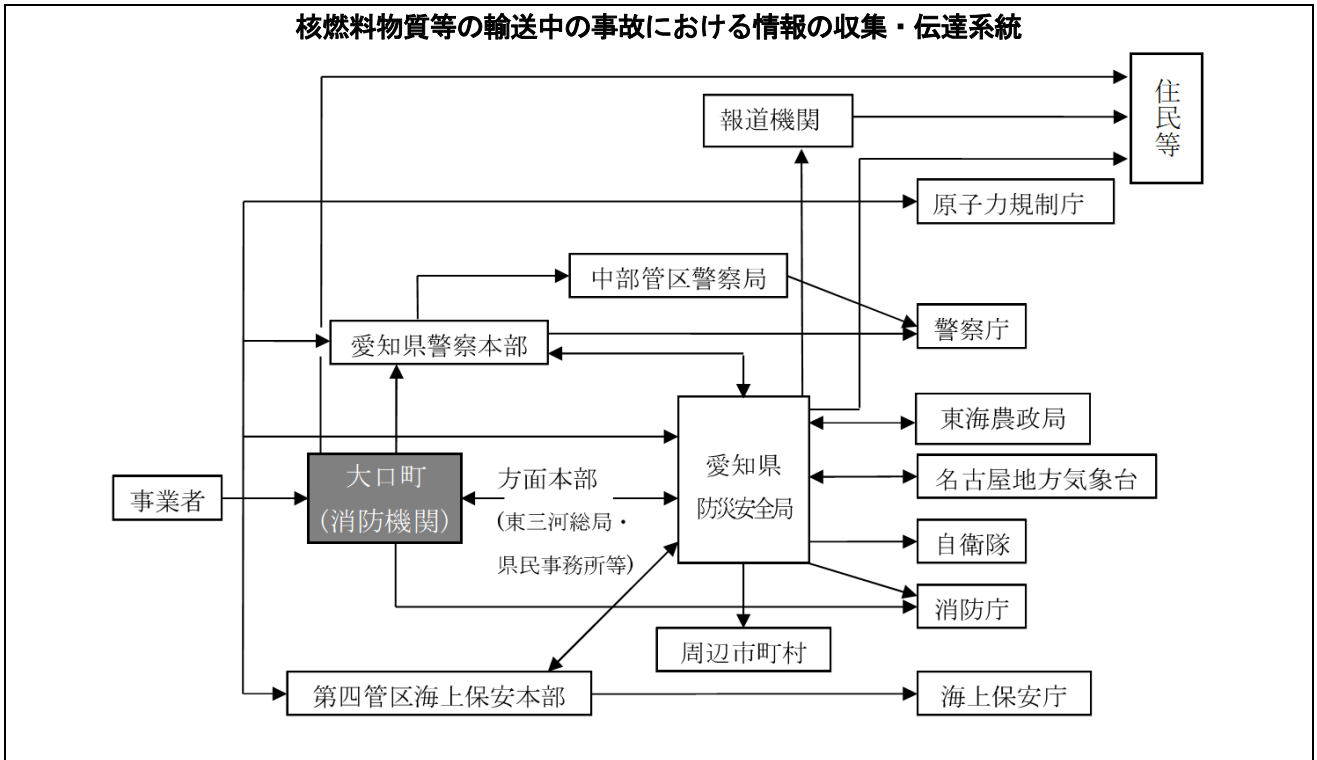 核燃料物質等の輸送中の事故における情報の収集・伝達系統
住民等
報道機関
原子力規制庁
中部管区警察局
警察庁
愛知県警察本部
東海農政局
愛知県
防災安全局
大口町
(消防機関)
方面本部
(東三河総局・
県民事務所等)
事業者
名古屋地方気象台
自衛隊
消防庁
周辺市町村
第四管区海上保安本部
海上保安庁